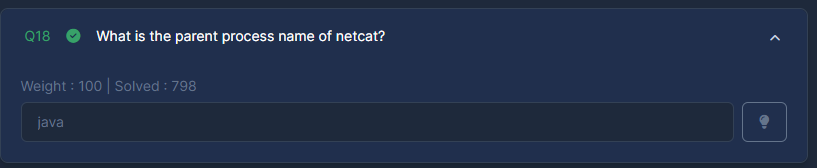 Q18 What is the parent process name of netcat?
Weight : 100 | Solved : 798
java